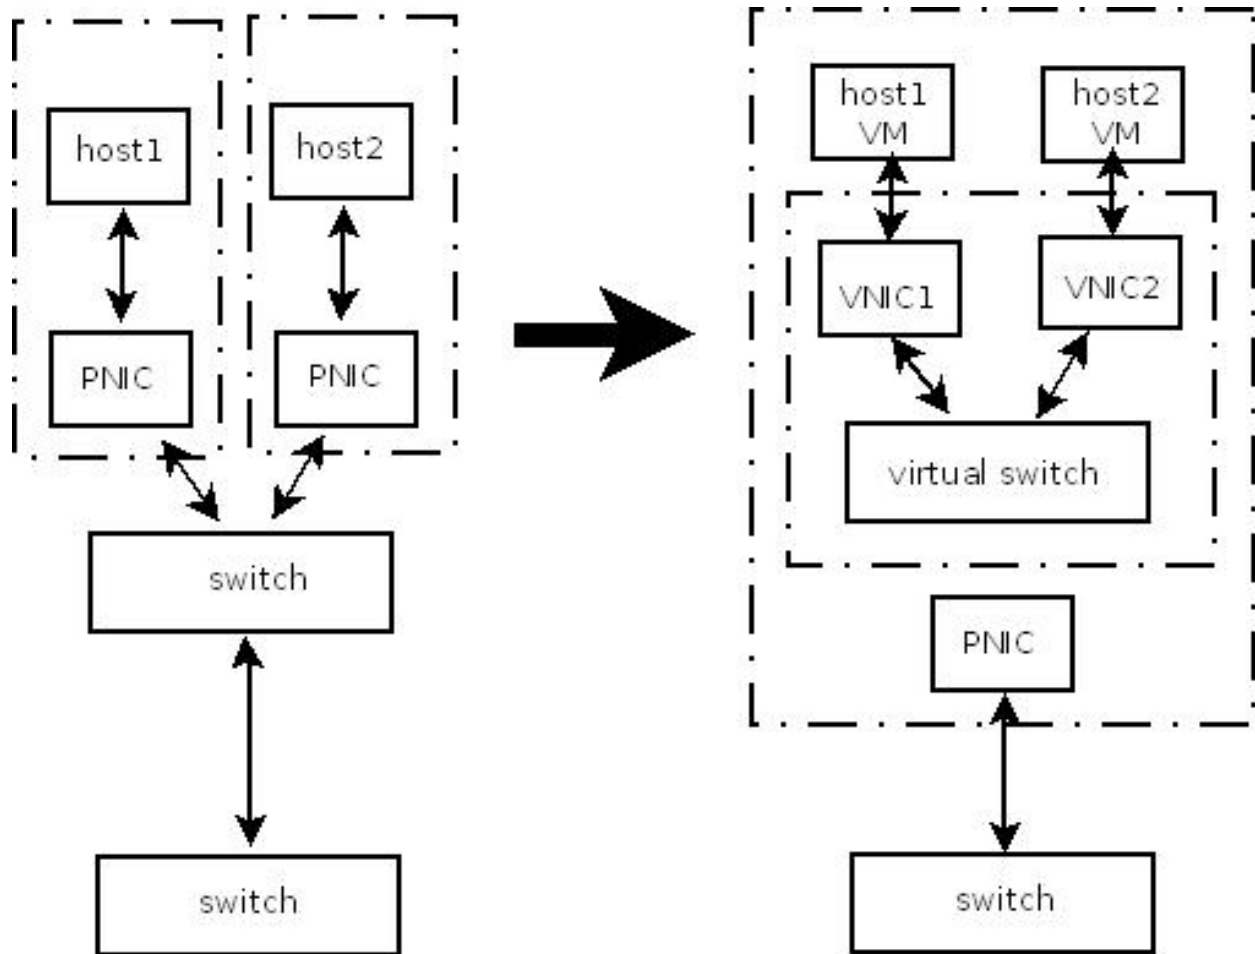 host1
host2
PNIC
PNIC
switch
switch
host1
VM
host2
VM
VNIC1
VNIC2
virtual switch
PNIC
switch